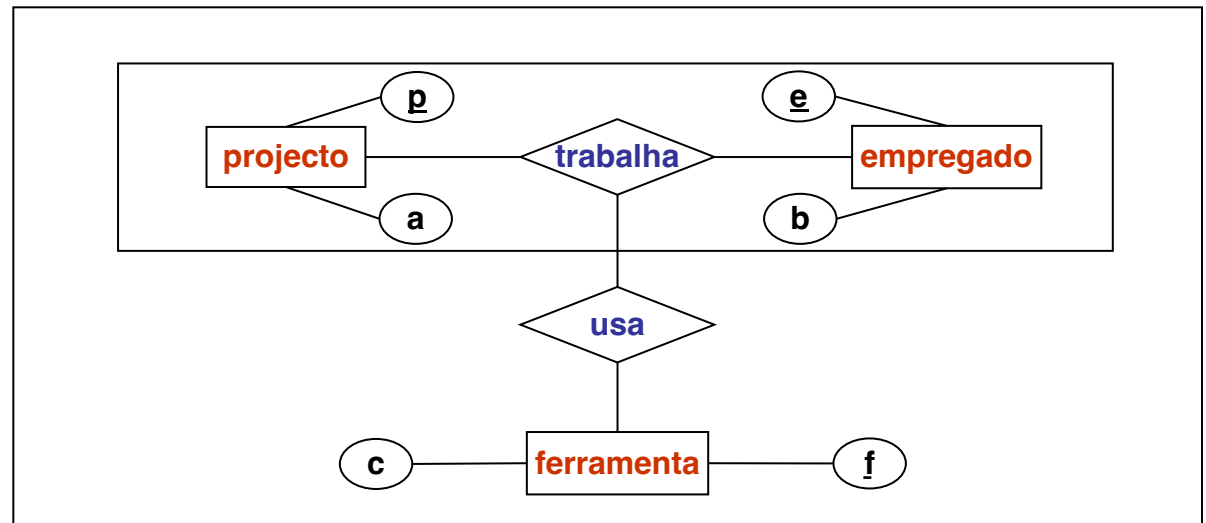 p
e
projecto
trabalha
empregado
a
b
usa
c
ferramenta
f